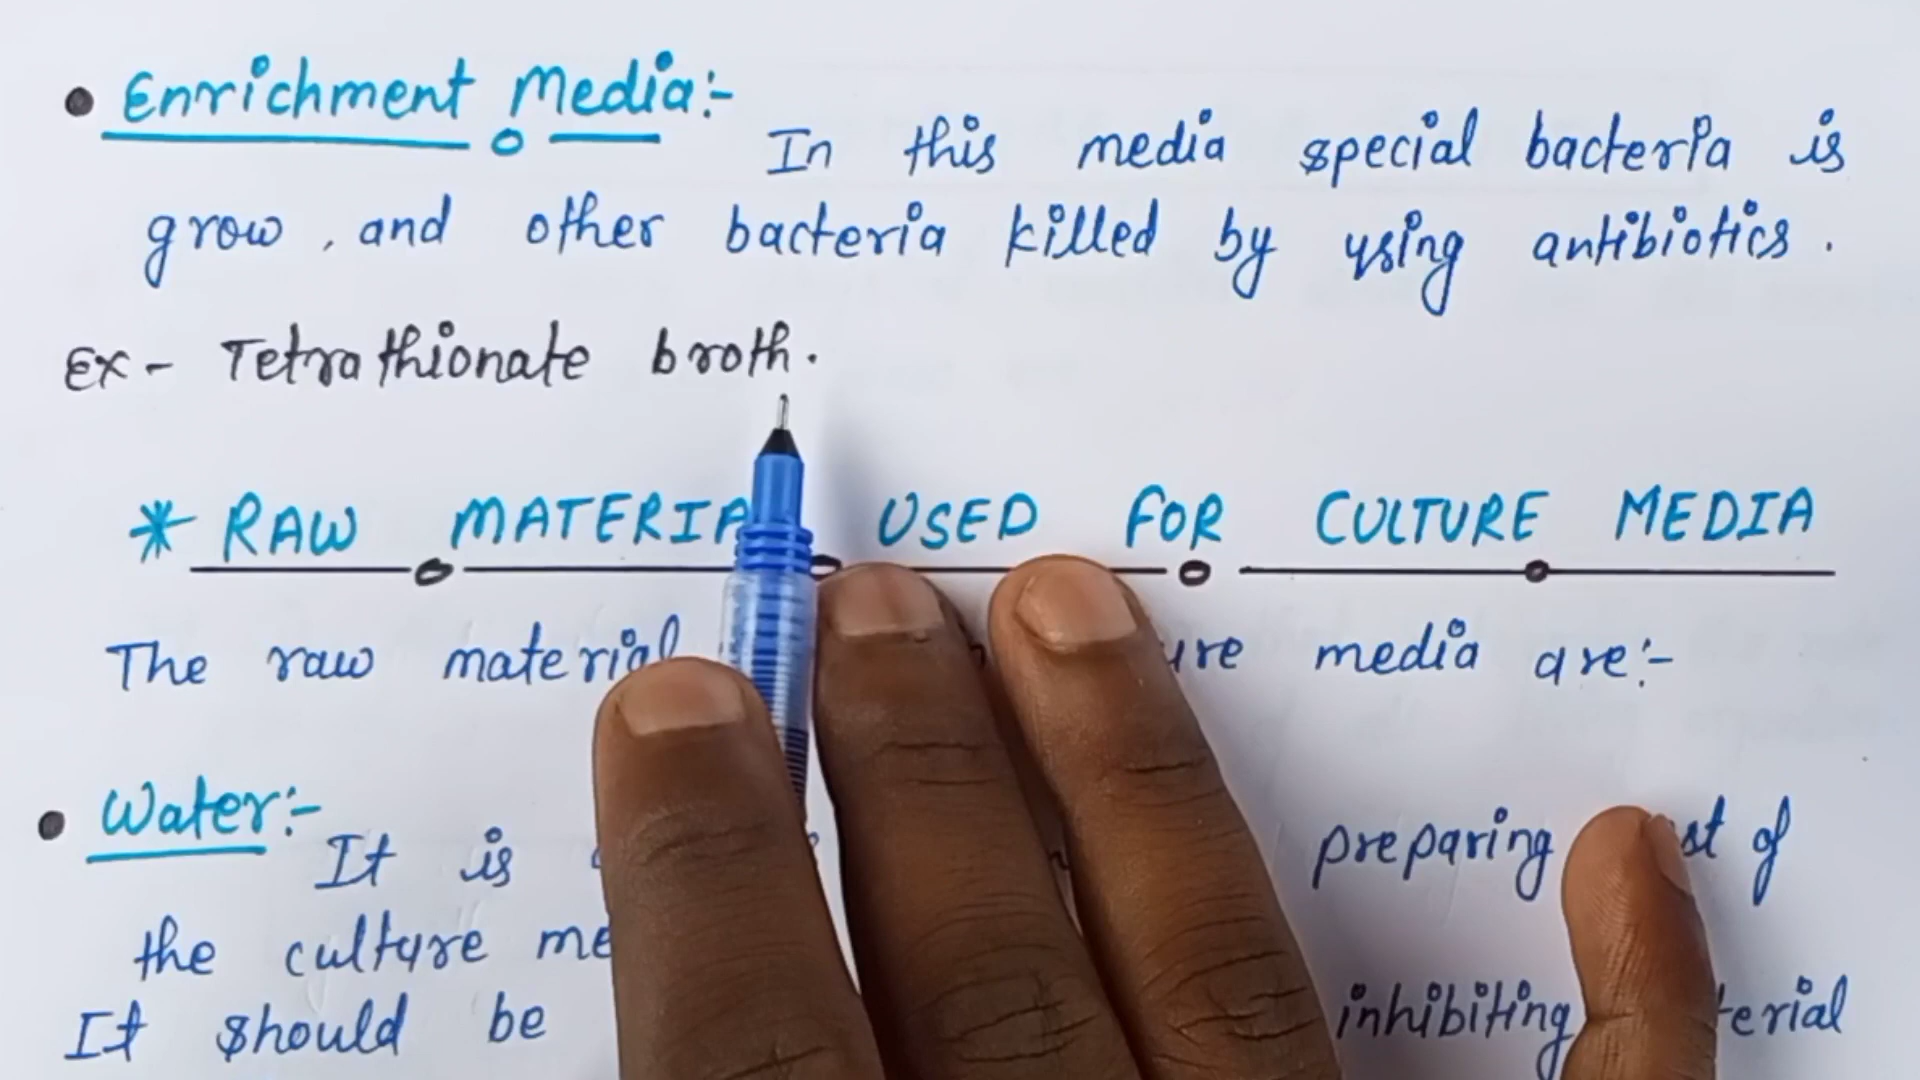 • Enrichment Media:- In this media special bacteria is
grow, and other bacteria killed by using antibiotics.
Ex - Tetrathionate broth.
* RAW MATERIA USED FOR CULTURE MEDIA
The raw material media are:-
• Water:- It is preparing of
the culture
It should be inhibiting